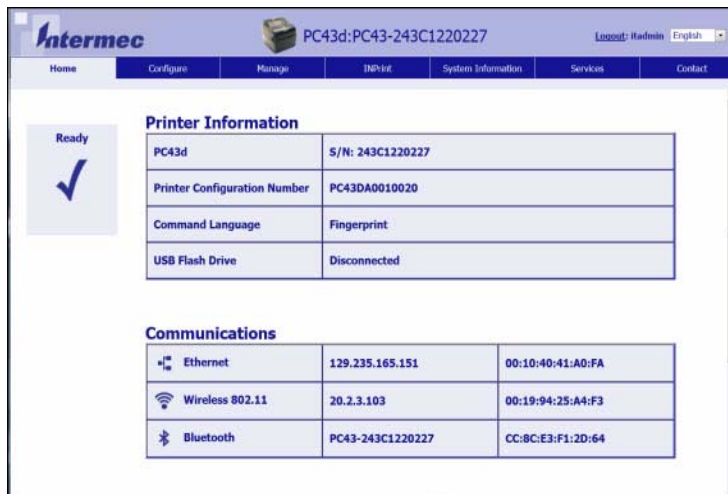 Intermec
PC43d:PC43-243C1220227
Logout: itadmin English
Home Configure Manage INPrint System Information Services Contact
Ready
Printer Information
PC43d S/N: 243C1220227
Printer Configuration Number PC43DA0010020
Command Language Fingerprint
USB Flash Drive Disconnected
Communications
Ethernet 129.235.165.151 00:10:40:41:A0:FA
Wireless 802.11 20.2.3.103 00:19:94:25:A4:F3
Bluetooth PC43-243C1220227 CC:8C:E3:F1:2D:64